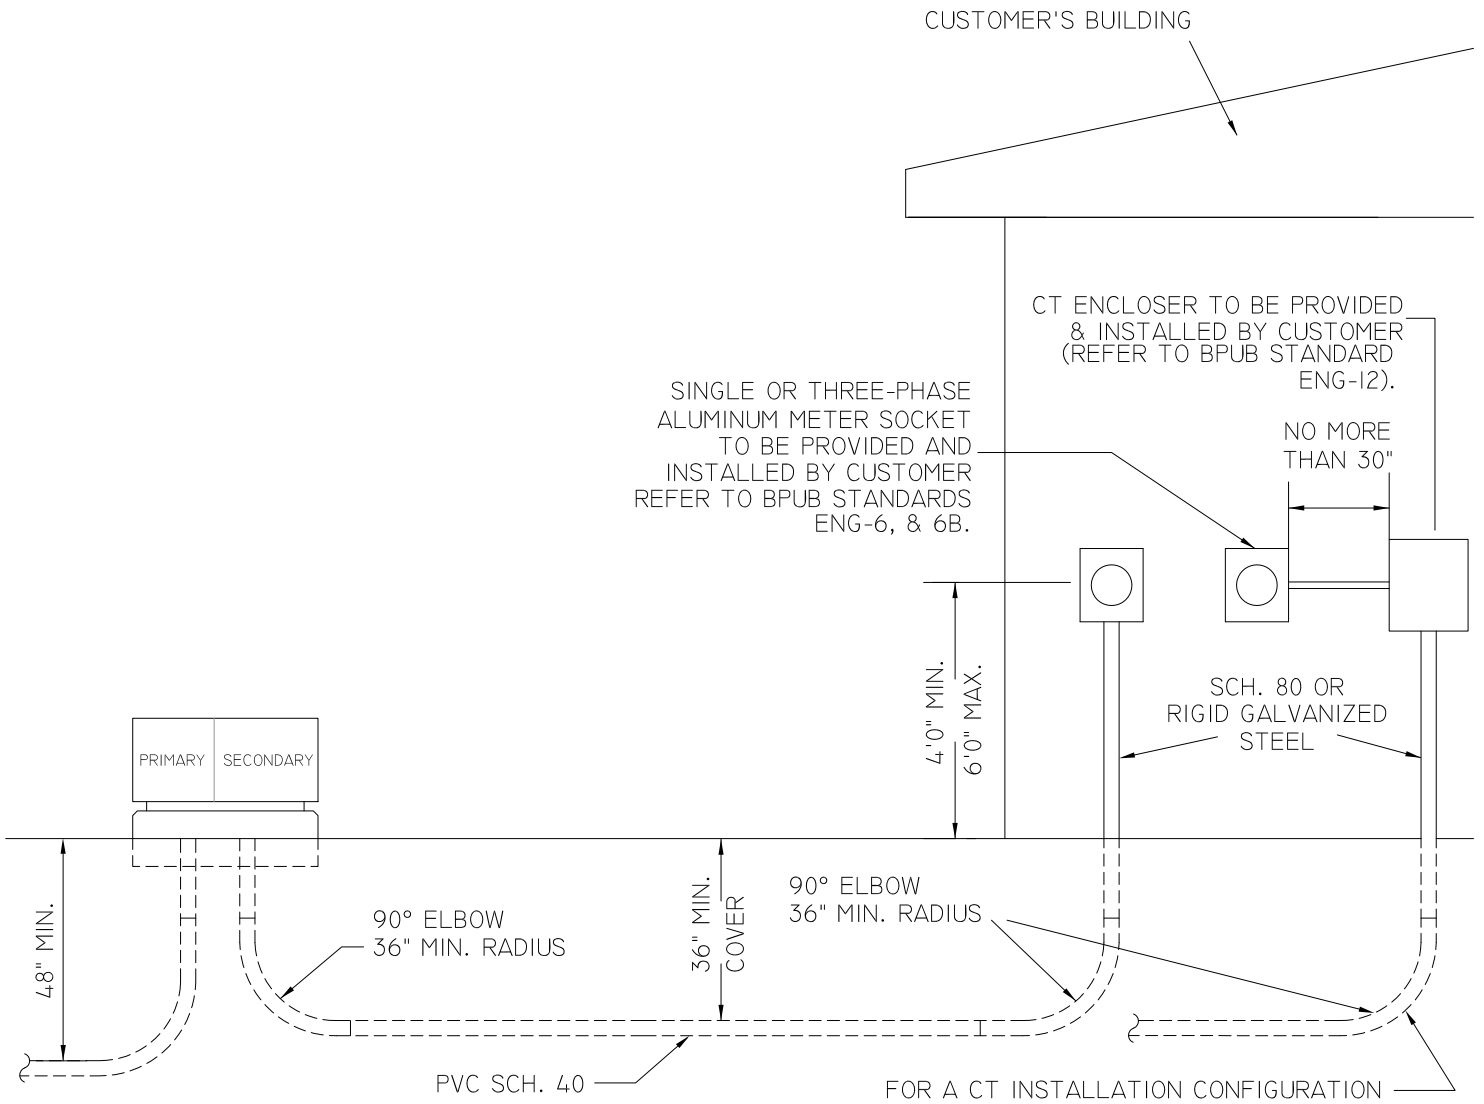 CUSTOMER'S BUILDING
CT ENCLOSER TO BE PROVIDED
& INSTALLED BY CUSTOMER
(REFER TO BPUB STANDARD
ENG-12).
SINGLE OR THREE-PHASE
ALUMINUM METER SOCKET
TO BE PROVIDED AND
INSTALLED BY CUSTOMER
REFER TO BPUB STANDARDS
ENG-6, & 6B.
NO MORE
THAN 30"
4'0" MIN.
6'0" MAX.
SCH. 80 OR
RIGID GALVANIZED
STEEL
PRIMARY
SECONDARY
48" MIN.
90° ELBOW
36" MIN. RADIUS
36" MIN.
COVER
90° ELBOW
36" MIN. RADIUS
PVC SCH. 40
FOR A CT INSTALLATION CONFIGURATION